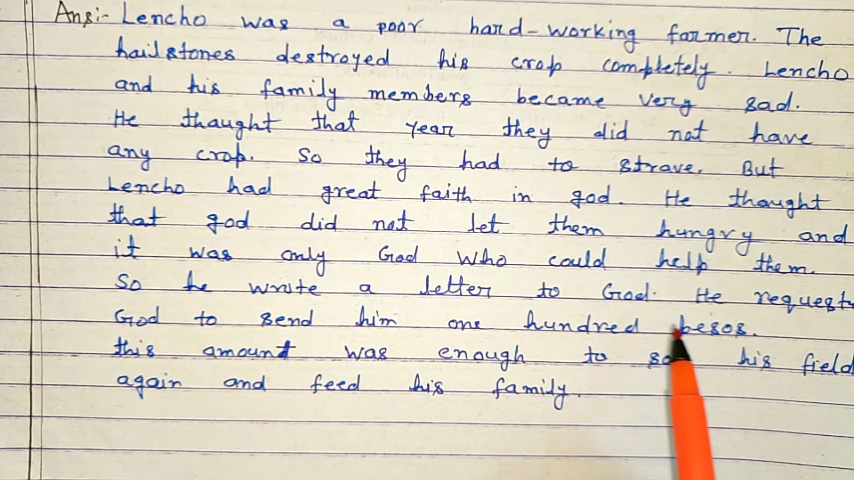 Ans:- Lencho was a poor hard-working farmer. The
hailstones destroyed his crop completely. Lencho
and his family members became very sad.
He thought that year they did not have
any crop. So they had to strave. But
Lencho had great faith in god. He thought
that god did not let them hungry and
it was only God who could help them.
So he wrote a letter to God. He request
God to send him one hundred besos.
this amount was enough to his field
again and feed his family.